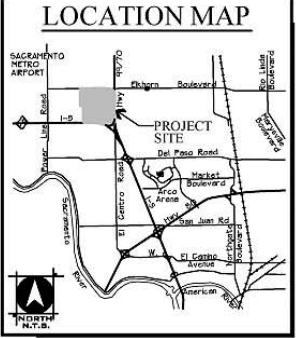 LOCATION MAP
SACRAMENTO
METRO
AIRPORT
99/70
Hwy
Elkhorn Boulevard
Rio Linda
Boulevard
I-5
Power Line Road
PROJECT
SITE
Marysville
Boulevard
Del Paso Road
El Centro Road
Market
Boulevard
Arco
Arena
I-5
Hwy 80
San Juan Rd
Sacramento
River
Northgate
Boulevard
W. El Camino
Avenue
American River
NORTH
N.T.S.